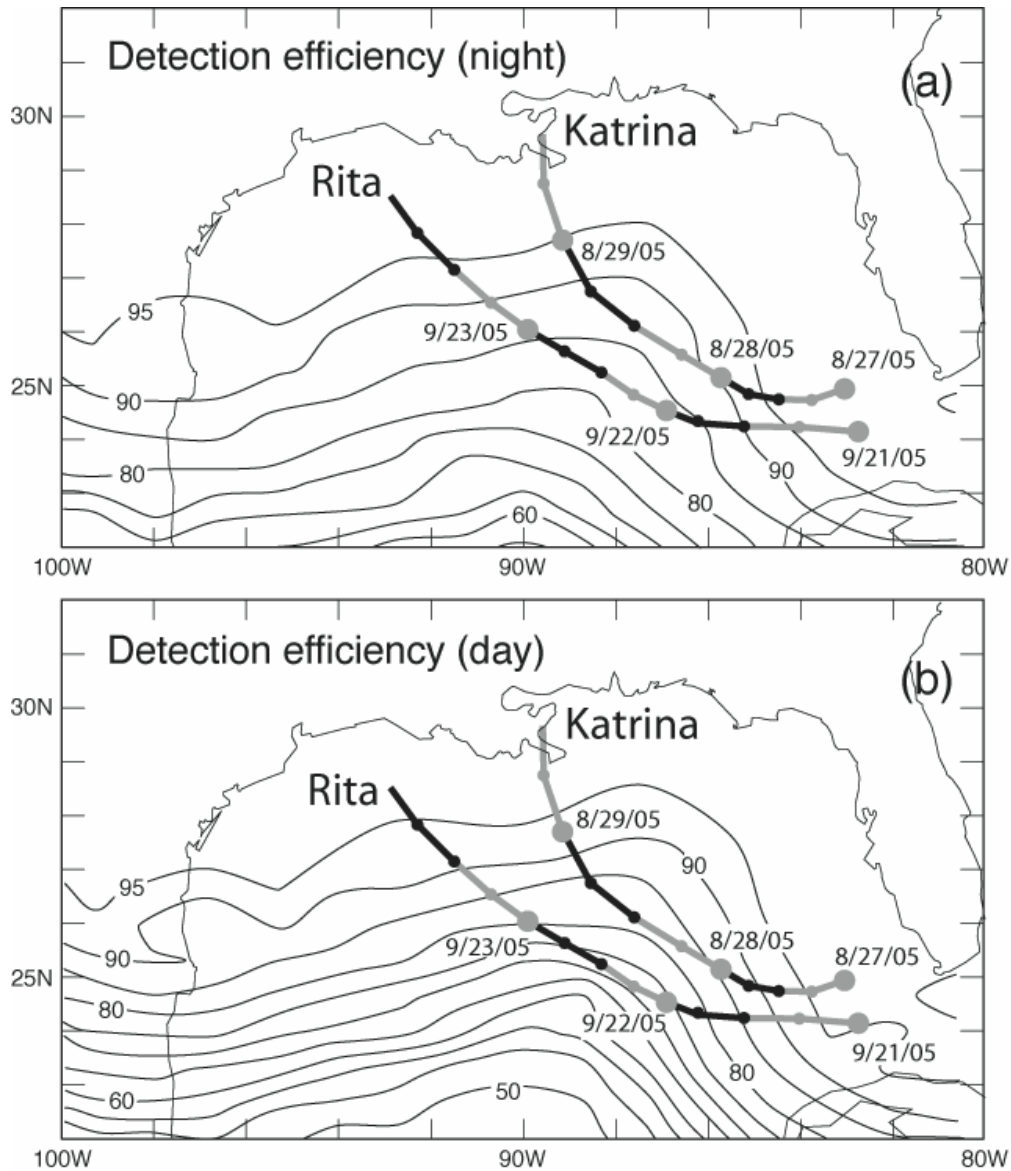 Detection efficiency (night)
(a)
30N
Katrina
Rita
8/29/05
95
9/23/05
8/28/05
8/27/05
25N
90
9/22/05
9/21/05
80
90
80
60
100W
90W
80W
Detection efficiency (day)
(b)
30N
Katrina
Rita
8/29/05
90
95
9/23/05
8/28/05
8/27/05
90
25N
80
9/22/05
9/21/05
80
60
50
100W
90W
80W